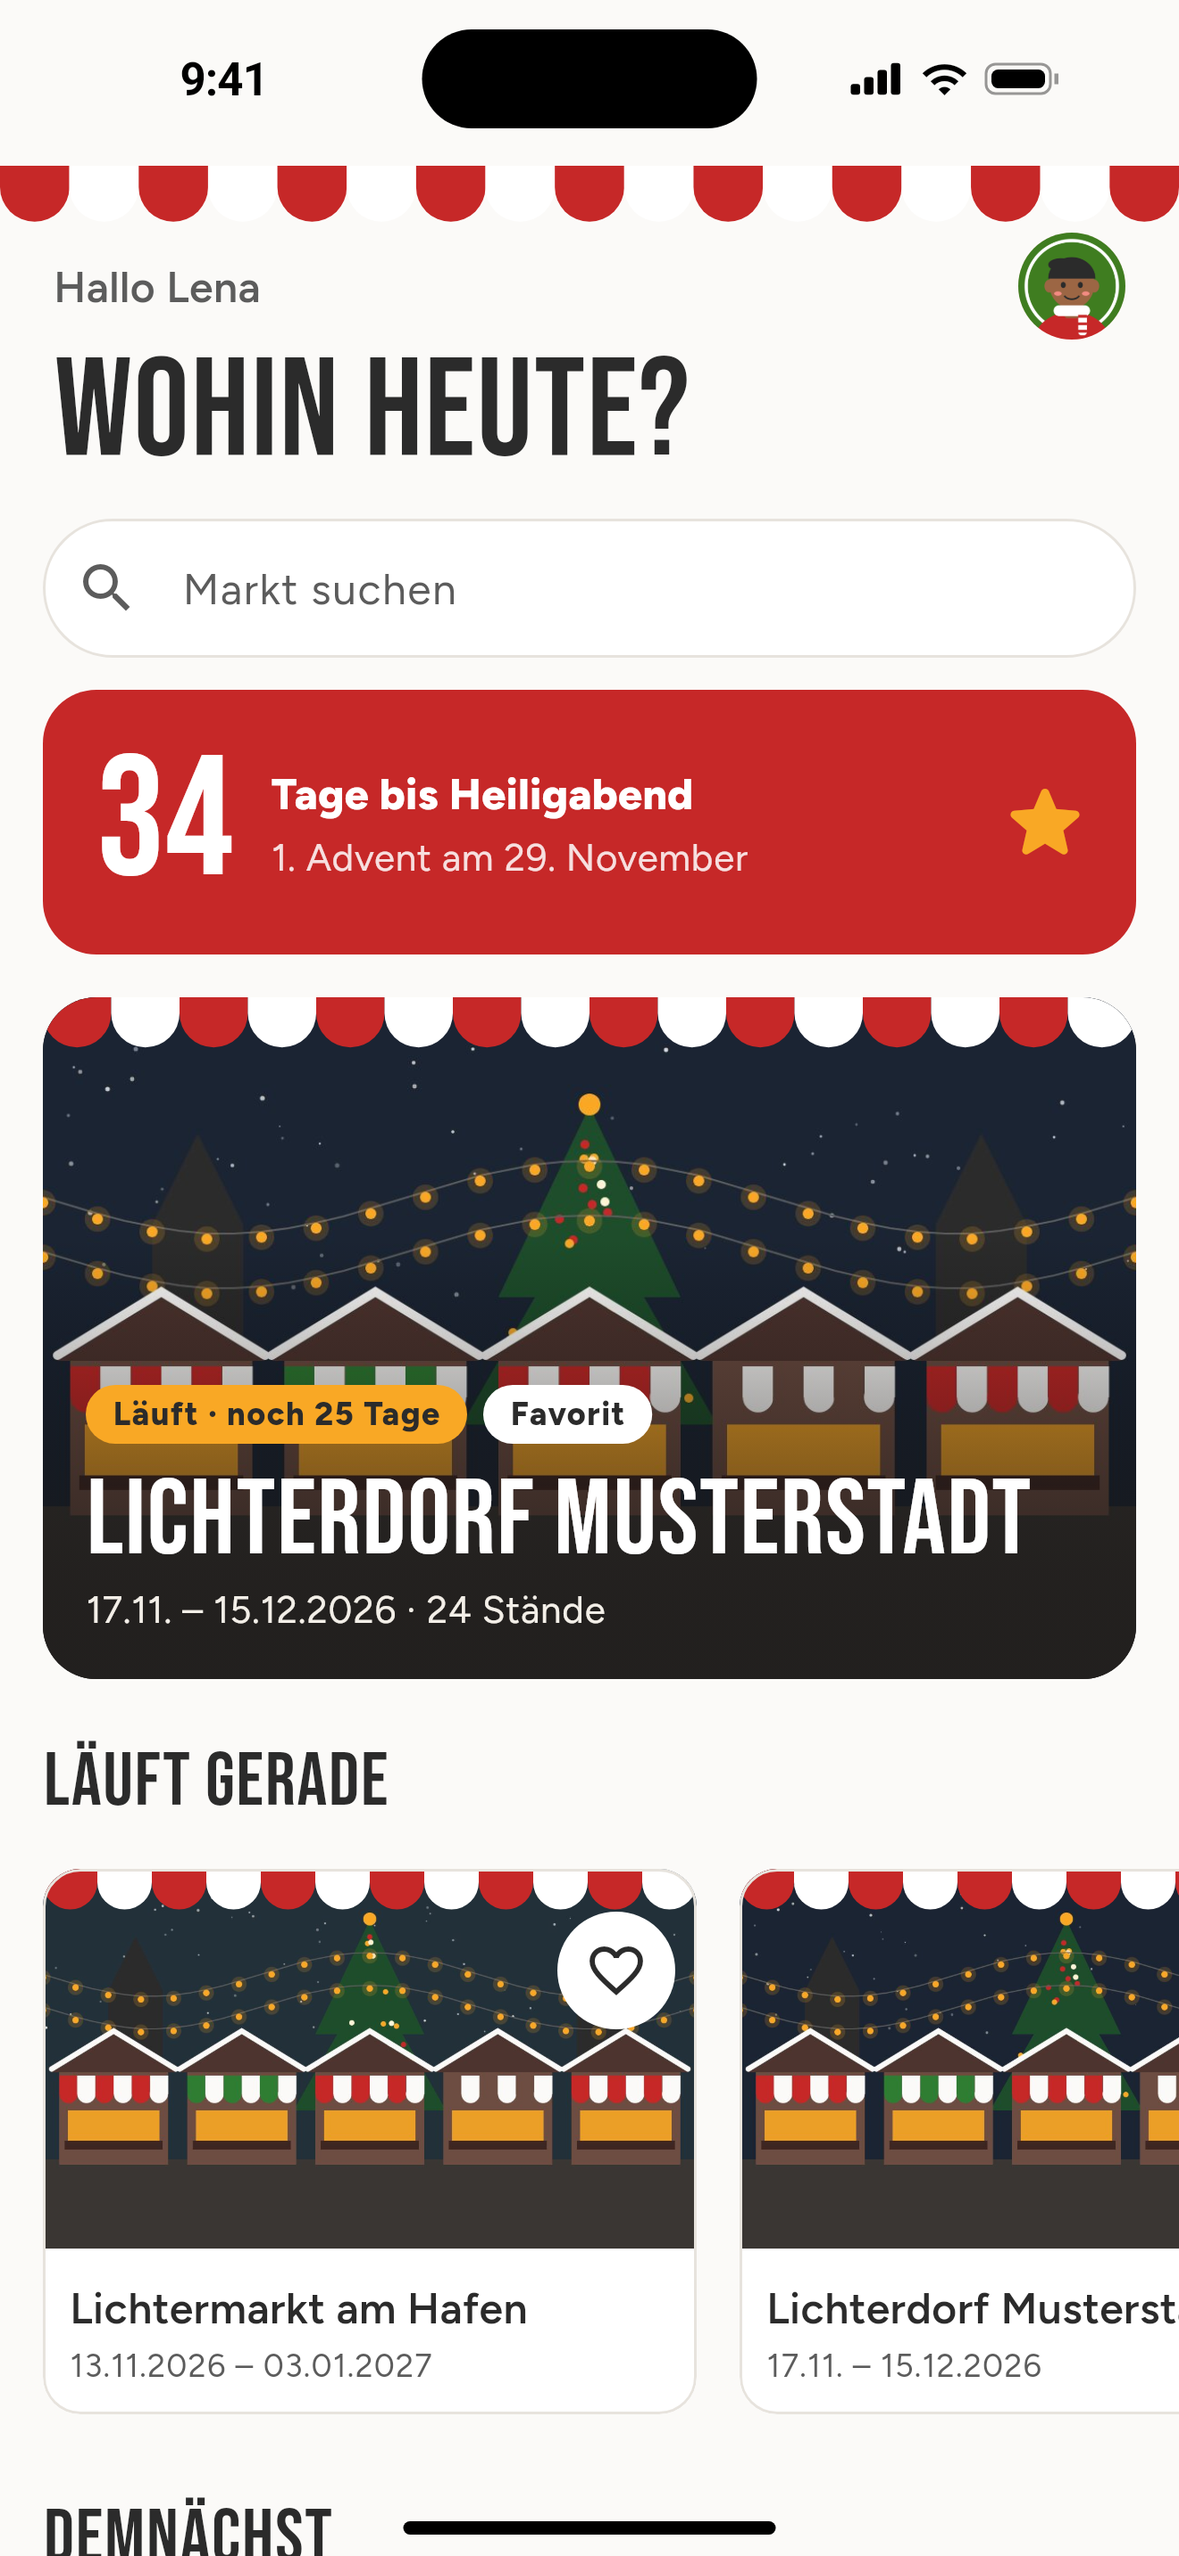 9:41
Hallo Lena
WOHIN HEUTE?
Markt suchen
34
Tage bis Heiligabend
1. Advent am 29. November
Läuft · noch 25 Tage
Favorit
LICHTERDORF MUSTERSTADT
17.11. – 15.12.2026 · 24 Stände
LÄUFT GERADE
Lichtermarkt am Hafen
13.11.2026 – 03.01.2027
Lichterdorf Musterst
17.11. – 15.12.2026
DEMNÄCHST